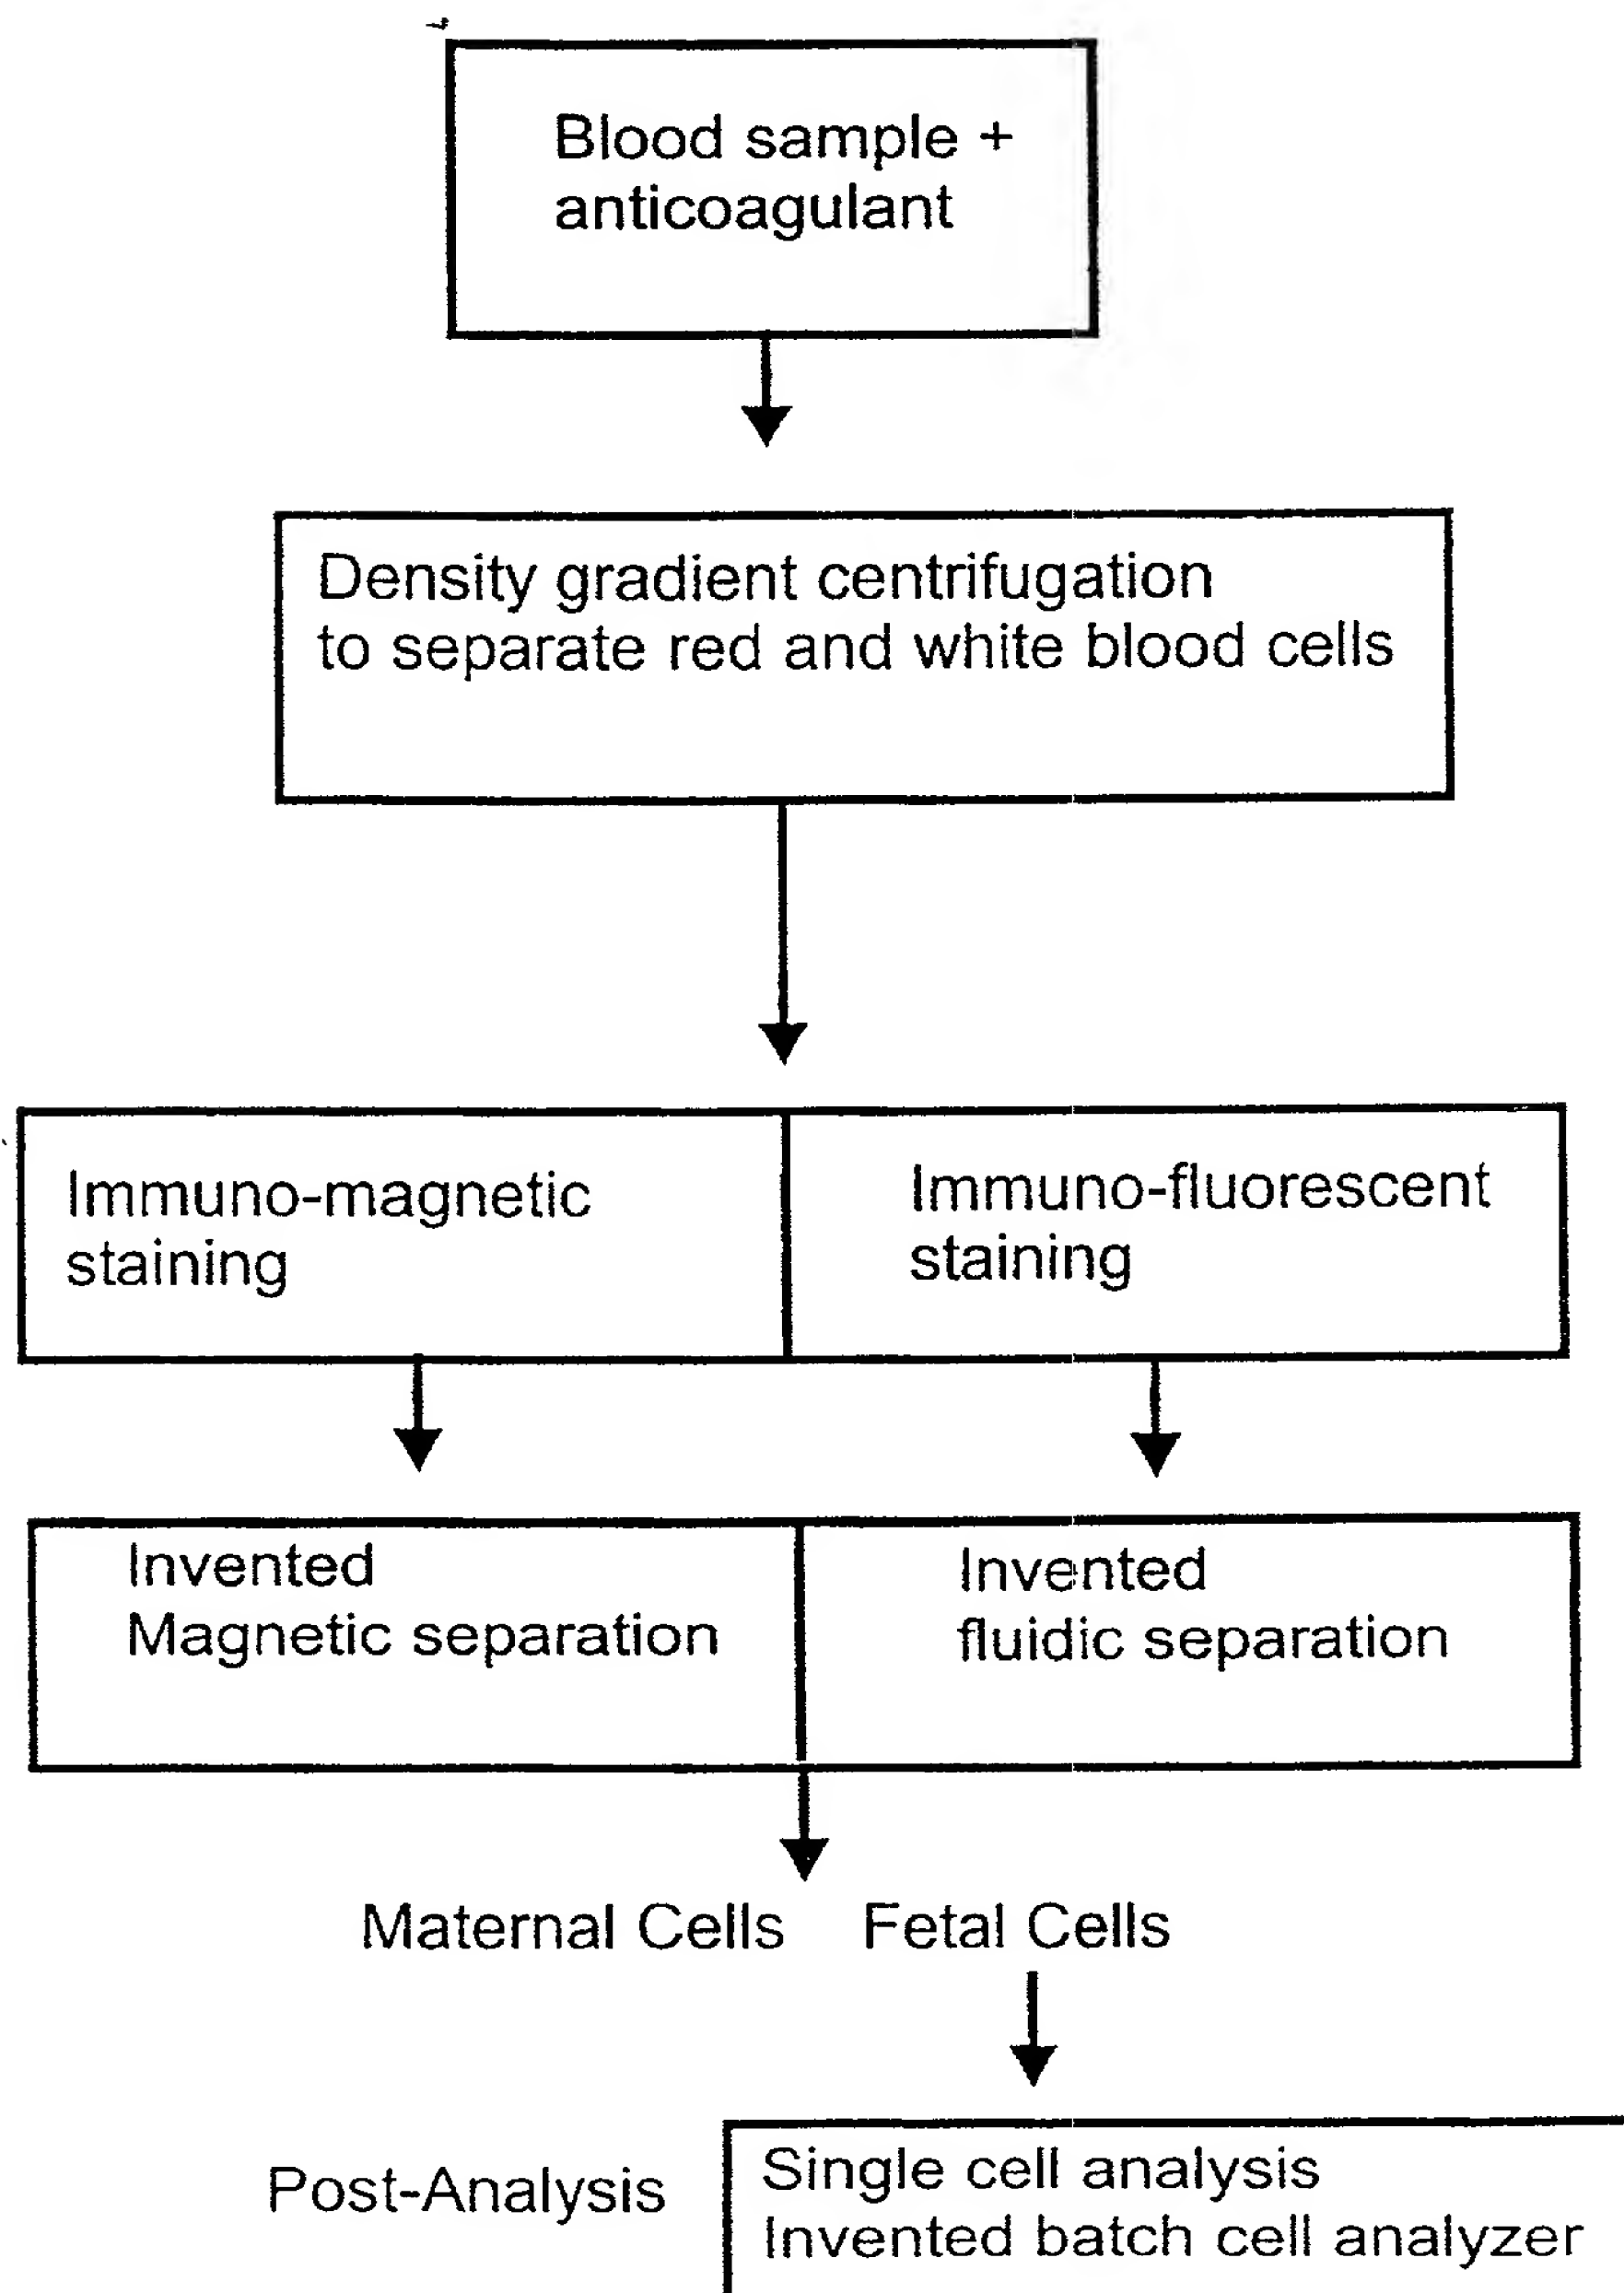 Blood sample +
anticoagulant
Density gradient centrifugation
to separate red and white blood cells
Immuno-magnetic
staining
Immuno-fluorescent
staining
Invented
Magnetic separation
Invented
fluidic separation
Maternal Cells Fetal Cells
Post-Analysis
Single cell analysis
Invented batch cell analyzer